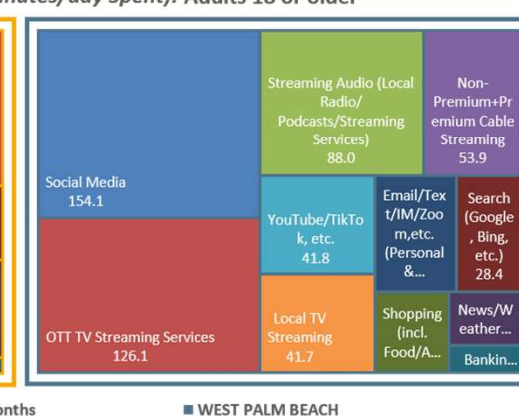 Adults 18 or older
Social Media
154.1
OTT TV Streaming Services
126.1
Streaming Audio (Local
Radio/
Podcasts/Streaming
Services)
88.0
Non-
Premium+Pr
emium Cable
Streaming
53.9
YouTube/TikTo
k, etc.
41.8
Local TV
Streaming
41.7
Email/Tex
t/IM/Zoo
m,etc.
(Personal
&...
Search
(Google
, Bing,
etc.)
28.4
Shopping
(incl.
Food/A...
News/W
eather...
Bankin...
onths
WEST PALM BEACH